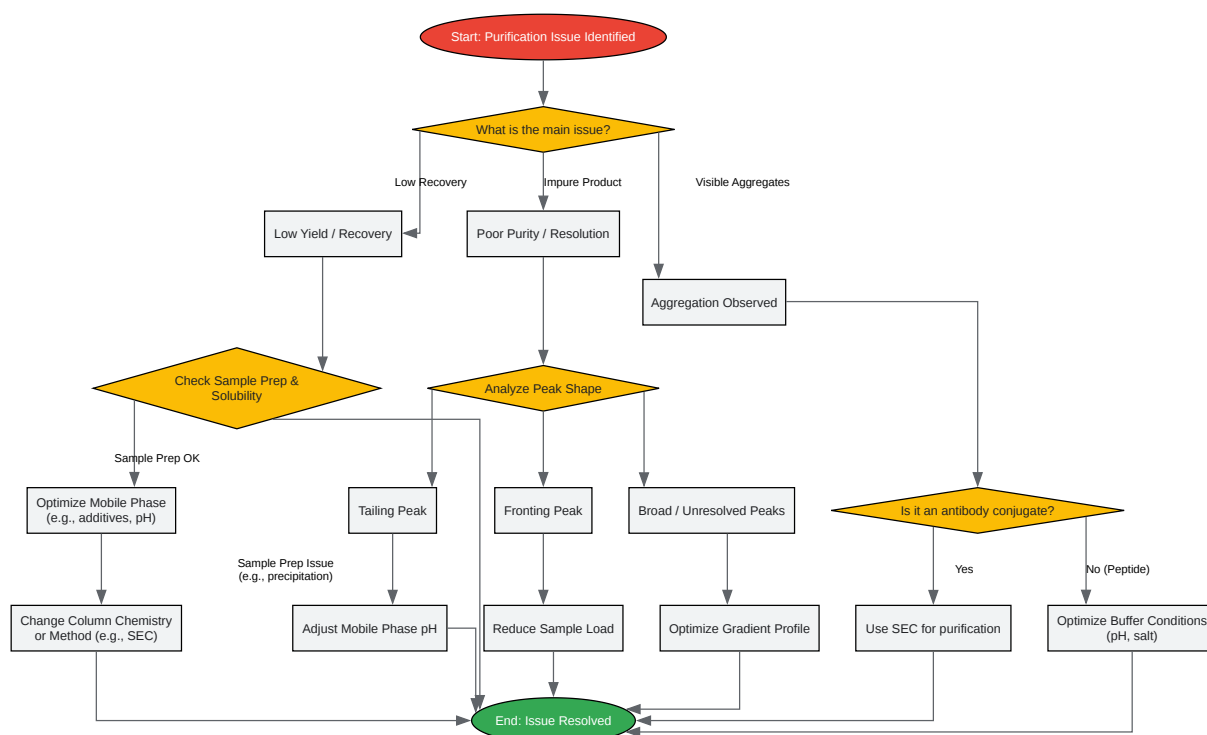 Start: Purification Issue Identified
What is the main issue?
Low Recovery
Impure Product
Visible Aggregates
Low Yield / Recovery
Poor Purity / Resolution
Aggregation Observed
Check Sample Prep &
Solubility
Analyze Peak Shape
Sample Prep OK
Optimize Mobile Phase
(e.g., additives, pH)
Tailing Peak
Fronting Peak
Broad / Unresolved Peaks
Is it an antibody conjugate?
Sample Prep Issue
(e.g., precipitation)
Yes
No (Peptide)
Change Column Chemistry
or Method (e.g., SEC)
Adjust Mobile Phase pH
Reduce Sample Load
Optimize Gradient Profile
Use SEC for purification
Optimize Buffer Conditions
(pH, salt)
End: Issue Resolved